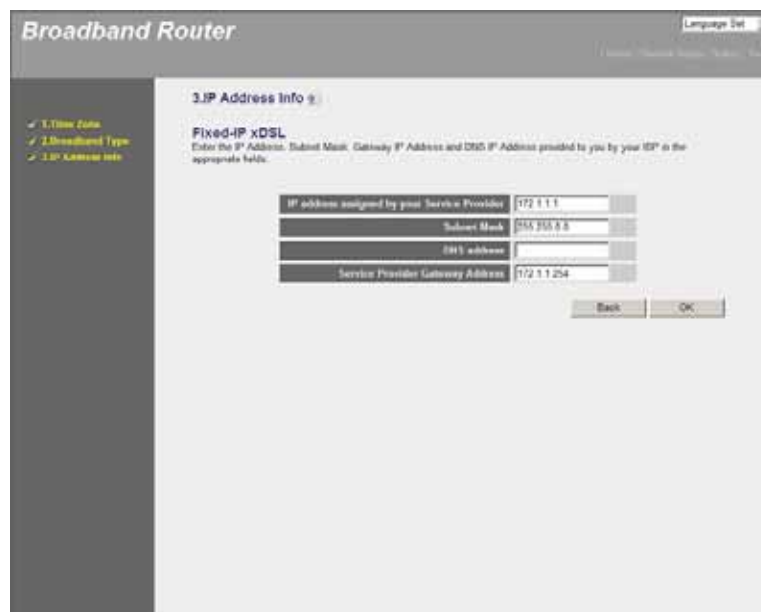 Broadband Router
Language Set
3.IP Address Info
1.Time Zone
2.Broadband Type
3.IP Address Info
Fixed-IP xDSL
Enter the IP Address, Subnet Mask, Gateway IP Address and DNS IP Address provided to you by your ISP in the
appropriate fields.
IP address assigned by your Service Provider 172.1.1.1
Subnet Mask 255.255.0.0
DNS address
Service Provider Gateway Address 172.1.1.254
Back OK